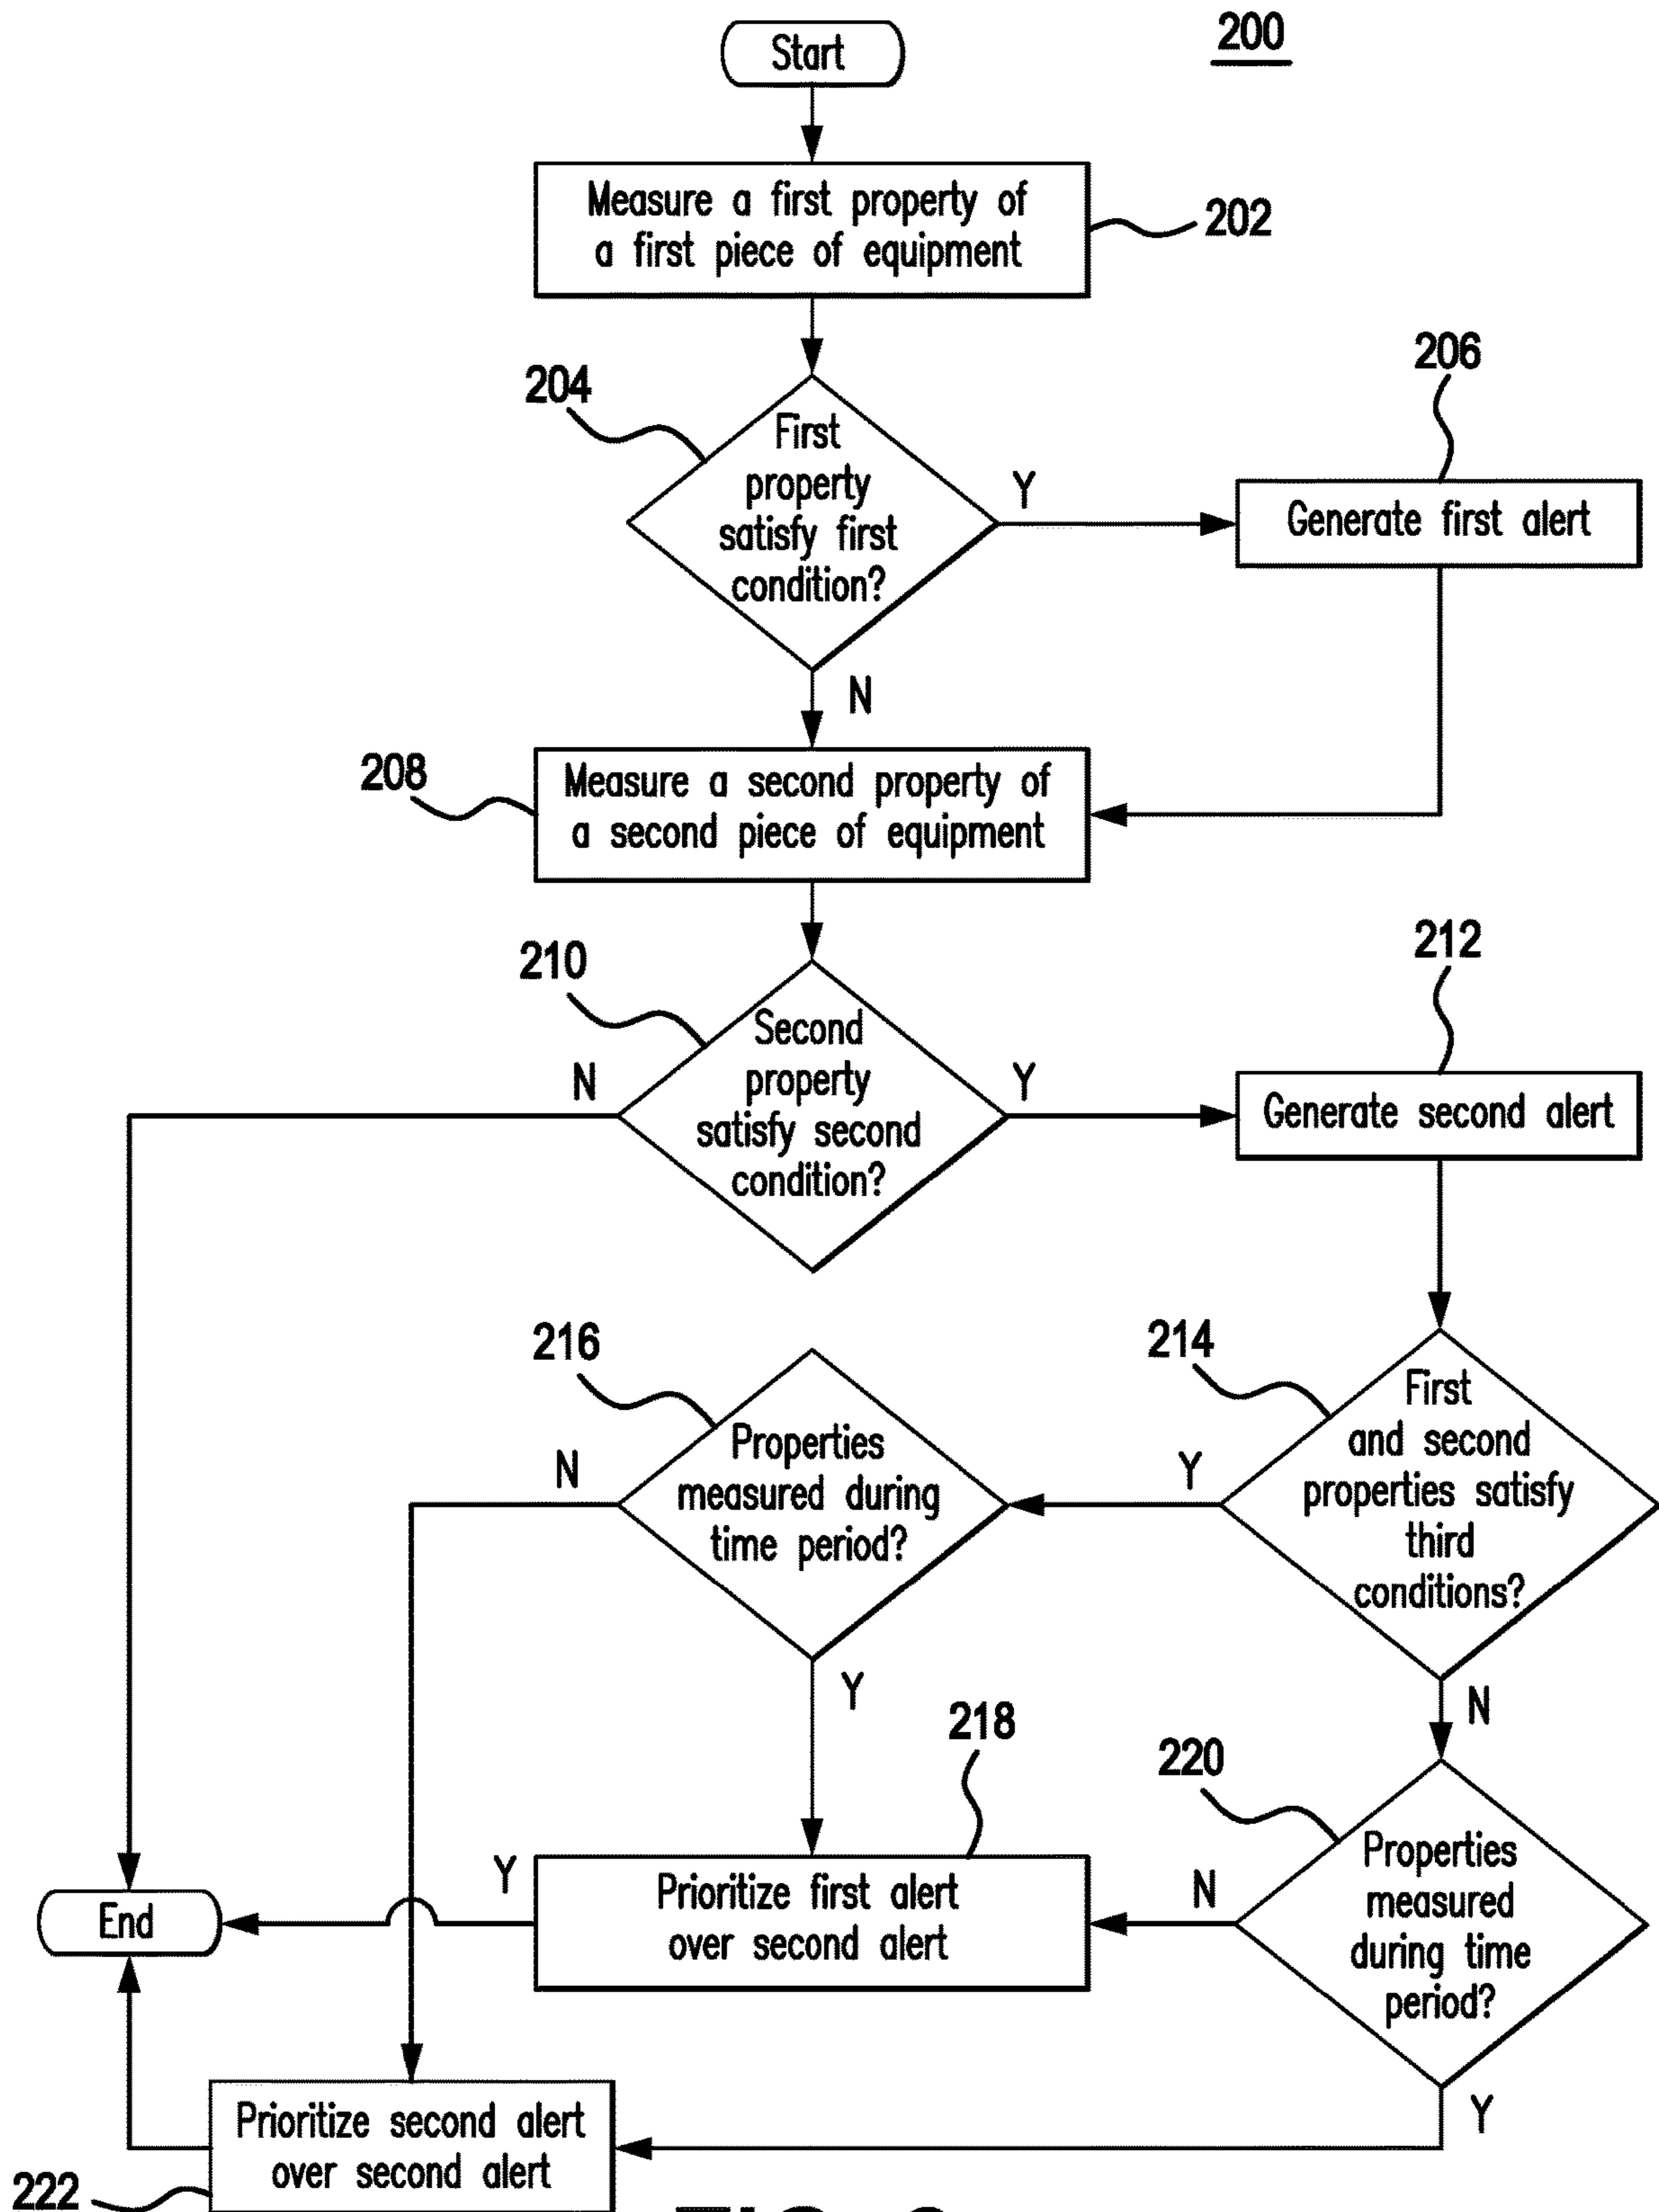 200
Start
Measure a first property of
a first piece of equipment
202
204
First
property
satisfy first
condition?
Y
N
206
Generate first alert
208
Measure a second property of
a second piece of equipment
210
Second
property
satisfy second
condition?
N
Y
212
Generate second alert
214
First
and second
properties satisfy
third
conditions?
Y
N
216
Properties
measured during
time period?
N
Y
218
Prioritize first alert
over second alert
Y
220
Properties
measured
during time
period?
N
Y
End
Prioritize second alert
over second alert
222